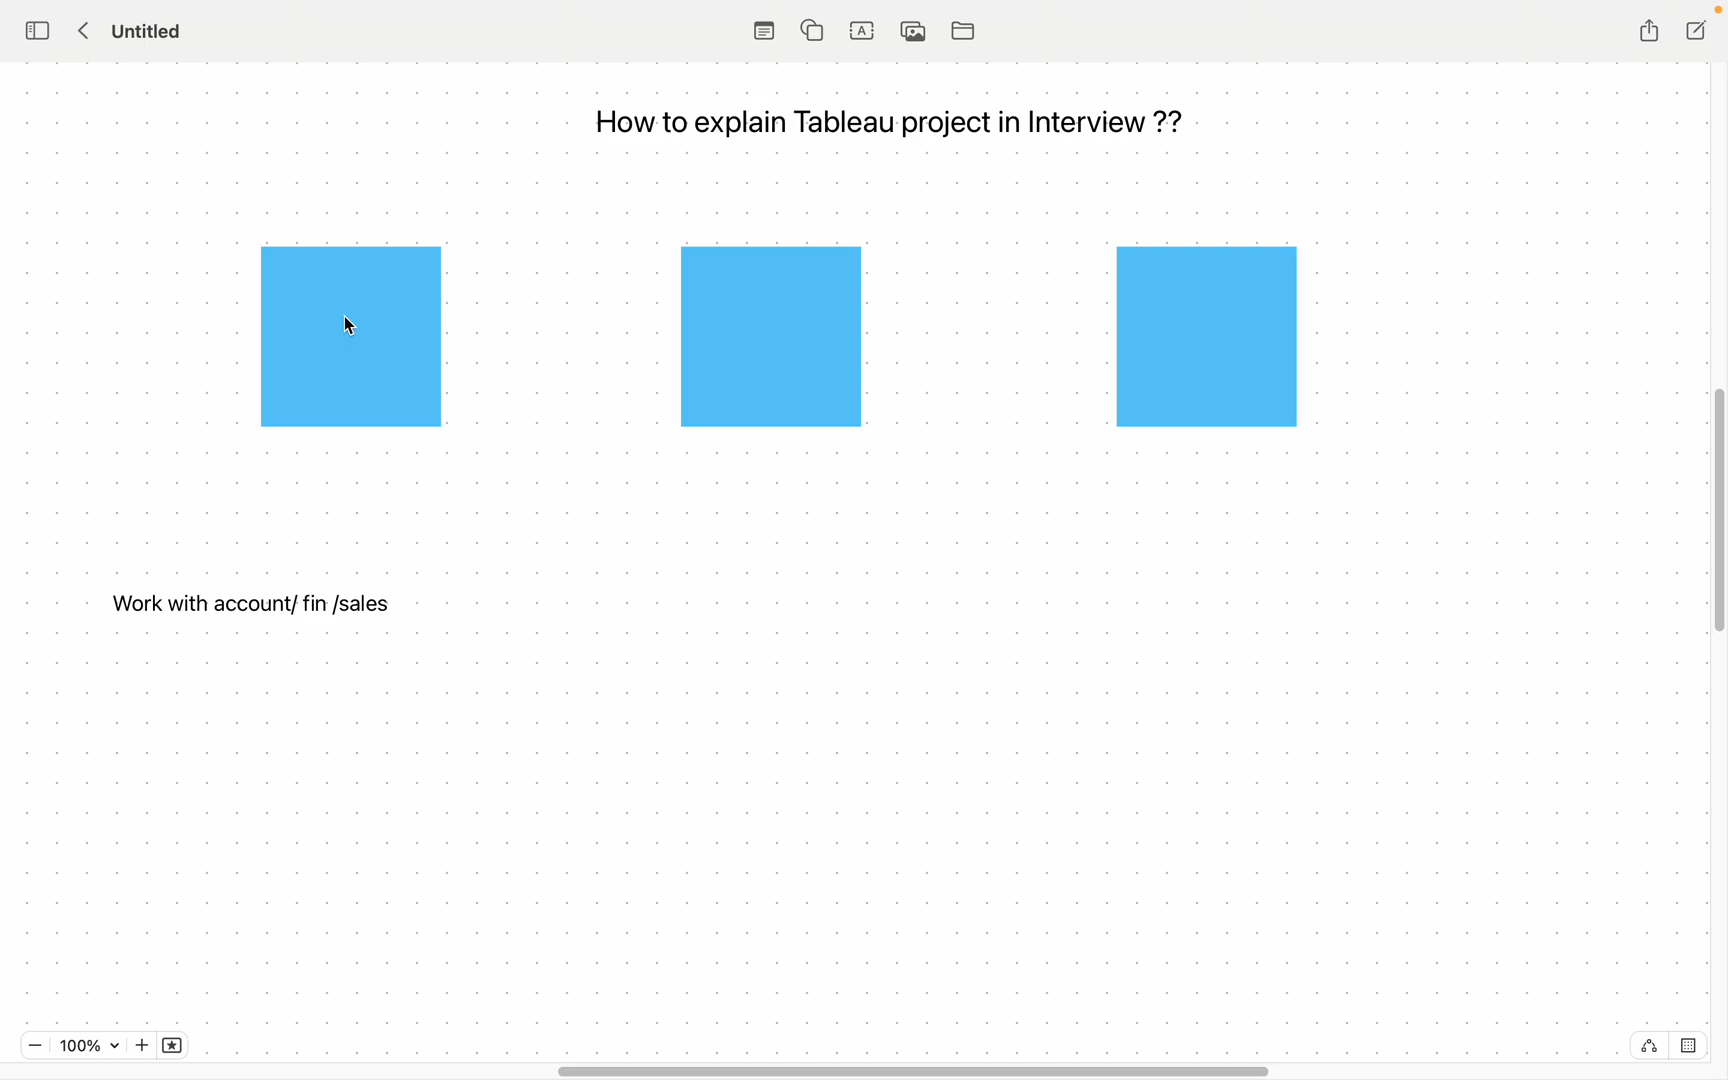 Untitled
How to explain Tableau project in Interview ??
Work with account/ fin /sales
100%